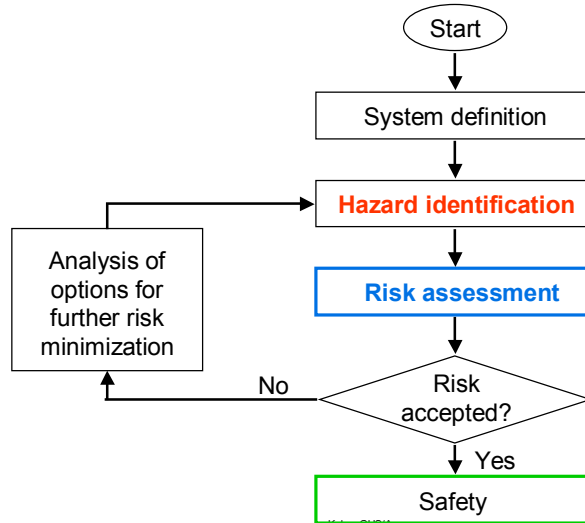 Start
System definition
Hazard identification
Analysis of
options for
further risk
minimization
Risk assessment
Risk
accepted?
No
Yes
Safety